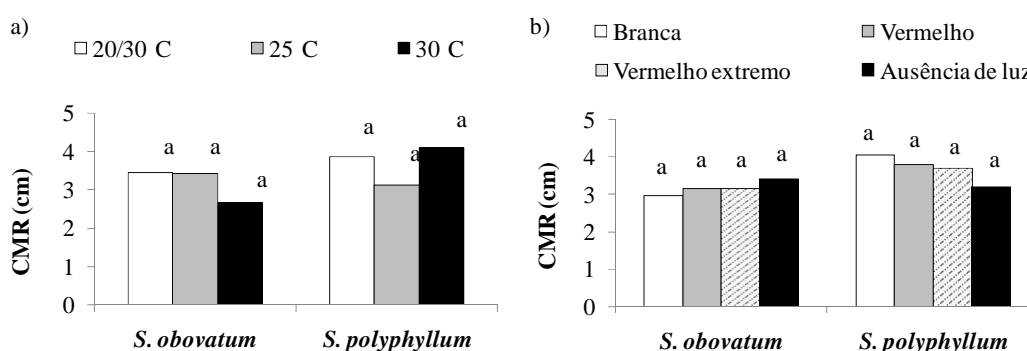 a)
20/30 C 25 C 30 C
CMR (cm)
5
4
3
2
1
0
a a a a a a
S. obovatum S. polyphyllum
b)
Branca Vermelho
Vermelho extremo Ausência de luz
CMR (cm)
5
4
3
2
1
0
a a a a a a a a
S. obovatum S. polyphyllum